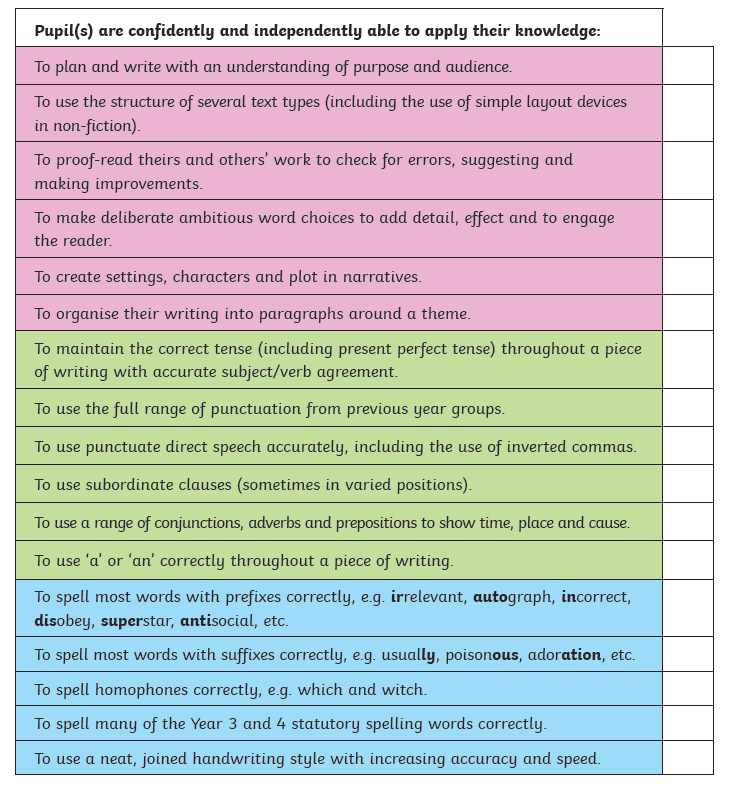 Pupil(s) are confidently and independently able to apply their knowledge:
To plan and write with an understanding of purpose and audience.
To use the structure of several text types (including the use of simple layout devices
in non-fiction).
To proof-read theirs and others’ work to check for errors, suggesting and
making improvements.
To make deliberate ambitious word choices to add detail, effect and to engage
the reader.
To create settings, characters and plot in narratives.
To organise their writing into paragraphs around a theme.
To maintain the correct tense (including present perfect tense) throughout a piece
of writing with accurate subject/verb agreement.
To use the full range of punctuation from previous year groups.
To use punctuate direct speech accurately, including the use of inverted commas.
To use subordinate clauses (sometimes in varied positions).
To use a range of conjunctions, adverbs and prepositions to show time, place and cause.
To use ‘a’ or ‘an’ correctly throughout a piece of writing.
To spell most words with prefixes correctly, e.g. irrelevant, autograph, incorrect,
disobey, superstar, antisocial, etc.
To spell most words with suffixes correctly, e.g. usually, poisonous, adoration, etc.
To spell homophones correctly, e.g. which and witch.
To spell many of the Year 3 and 4 statutory spelling words correctly.
To use a neat, joined handwriting style with increasing accuracy and speed.